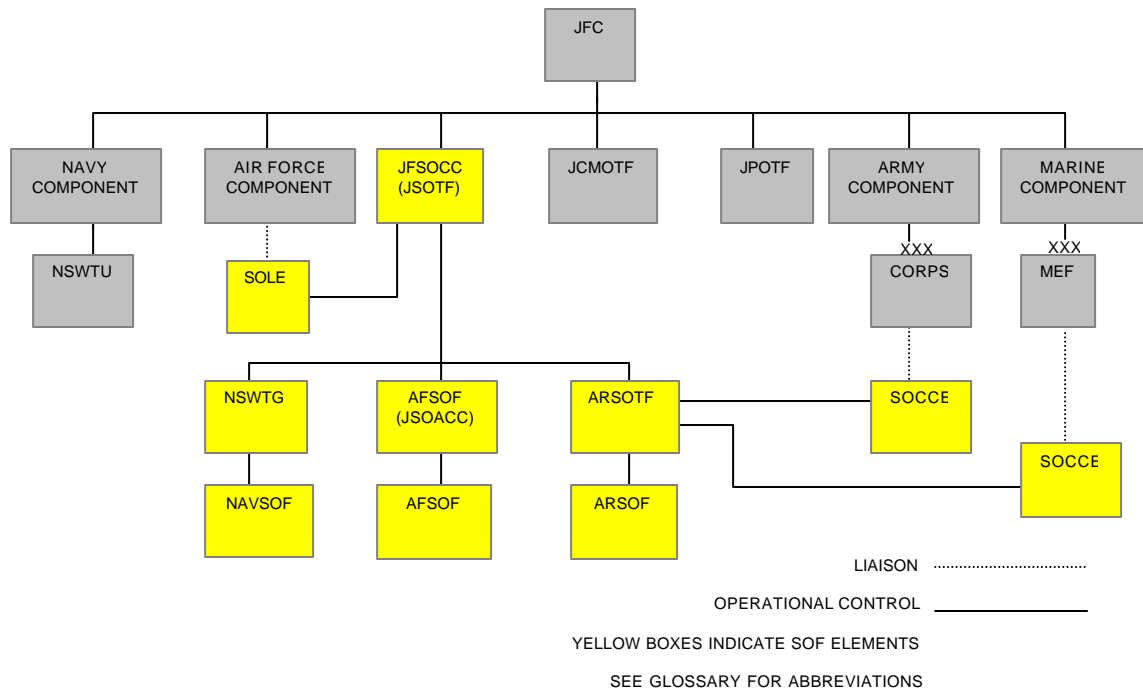 JFC
NAVY
COMPONENT
AIR FORCE
COMPONENT
JFSOCC
(JSOTF)
JCMOTF
JPOTF
ARMY
COMPONENT
MARINE
COMPONENT
NSWTU
SOLE
XXX
CORPS
XXX
MEF
NSWTG
AFSOF
(JSOACC)
ARSOTF
SOCCE
SOCCE
NAVSOF
AFSOF
ARSOF
LIAISON
OPERATIONAL CONTROL
YELLOW BOXES INDICATE SOF ELEMENTS
SEE GLOSSARY FOR ABBREVIATIONS